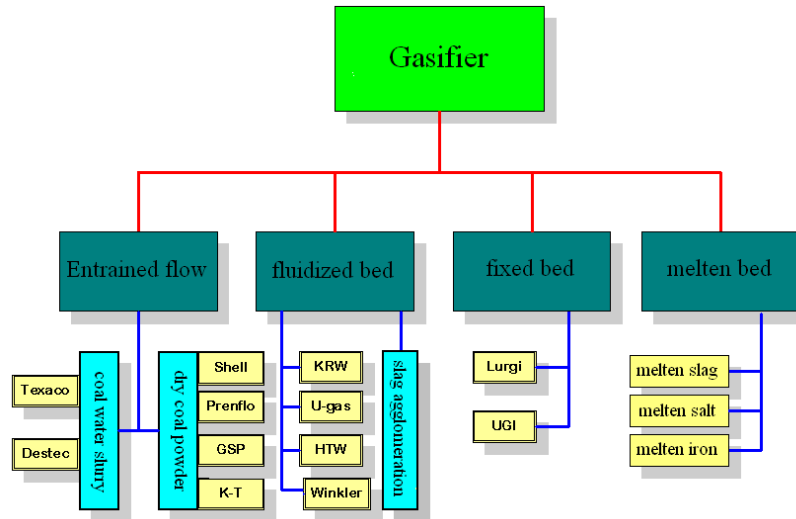 Gasifier
Entrained flow
fluidized bed
fixed bed
melten bed
Texaco
Destec
coal water slurry
dry coal powder
Shell
Prenflo
GSP
K-T
KRW
U-gas
HTW
Winkler
slag agglomeration
Lurgi
UGI
melten slag
melten salt
melten iron